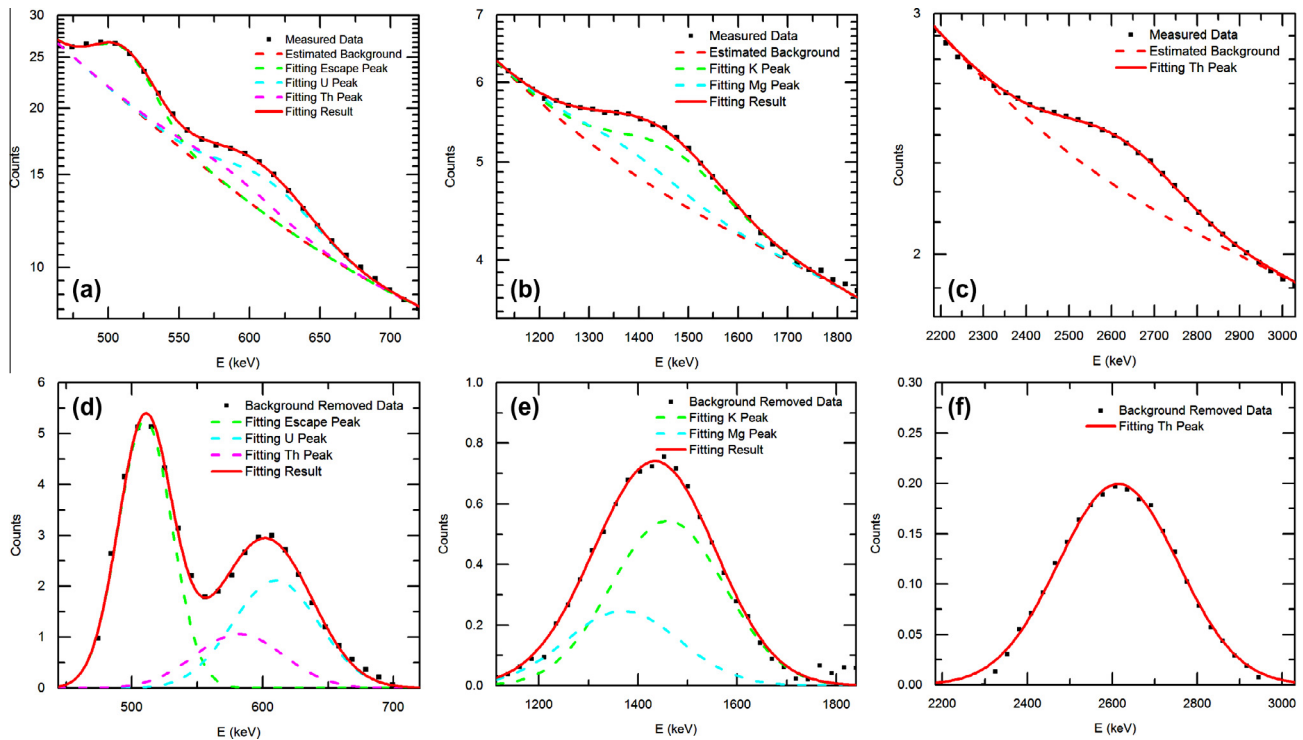 30
25
20
15
10
Counts
Measured Data
Estimated Background
Fitting Escape Peak
Fitting U Peak
Fitting Th Peak
Fitting Result
(a)
500 550 600 650 700
E (keV)
7
6
5
4
Counts
Measured Data
Estimated Background
Fitting K Peak
Fitting Mg Peak
Fitting Result
(b)
1200 1300 1400 1500 1600 1700 1800
E (keV)
3
2
Counts
Measured Data
Estimated Background
Fitting Th Peak
(c)
2200 2300 2400 2500 2600 2700 2800 2900 3000
E (keV)
6
5
4
3
2
1
0
Counts
(d)
Background Removed Data
Fitting Escape Peak
Fitting U Peak
Fitting Th Peak
Fitting Result
500 600 700
E (keV)
1.0
0.8
0.6
0.4
0.2
0.0
Counts
(e)
Background Removed Data
Fitting K Peak
Fitting Mg Peak
Fitting Result
1200 1400 1600 1800
E (keV)
0.30
0.25
0.20
0.15
0.10
0.05
0.00
Counts
(f)
Background Removed Data
Fitting Th Peak
2200 2400 2600 2800 3000
E (keV)